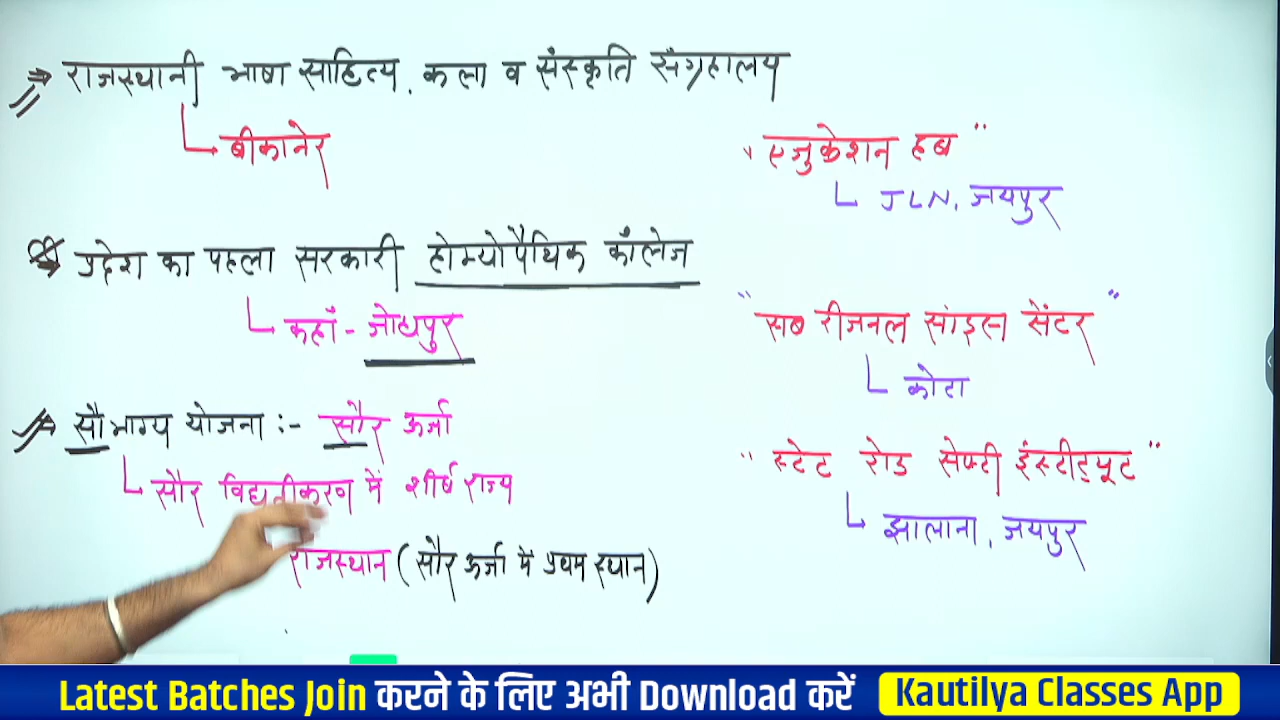 राजस्थानी भाषा साहित्य, कला व संस्कृति संग्रहालय
बीकानेर
प्रदेश का पहला सरकारी होम्योपैथिक कॉलेज
कहाँ - जोधपुर
सौभाग्य योजना :- सौर ऊर्जा
सौर विद्युतीकरण में शीर्ष राज्य
राजस्थान (सौर ऊर्जा में प्रथम स्थान)
"एजुकेशन हब"
JLN, जयपुर
"सब रीजनल साइंस सेंटर"
कोटा
"स्टेट रोड सेफ्टी इंस्टीट्यूट"
झालाना, जयपुर
Latest Batches Join करने के लिए अभी Download करें
Kautilya Classes App